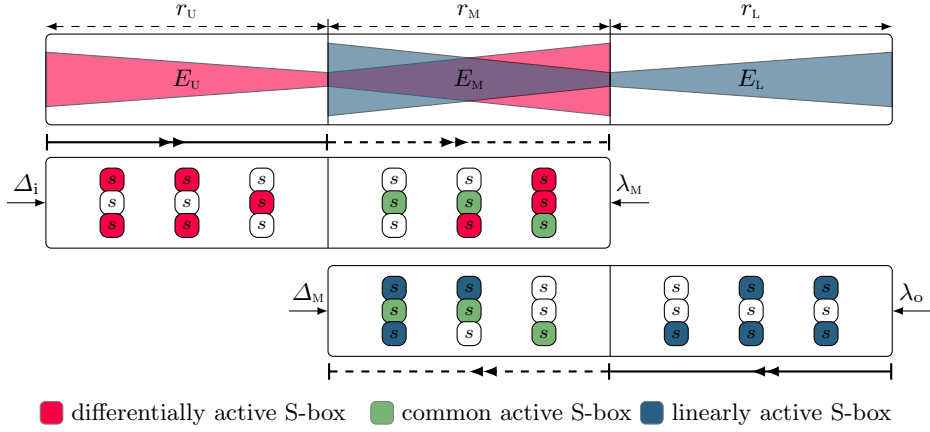 r_U r_M r_L
E_U E_M E_L
Δ_i s s s s s s λ_M
s s s s s s
s s s s s s
Δ_M s s s s s s λ_o
s s s s s s
s s s s s s
differentially active S-box common active S-box linearly active S-box